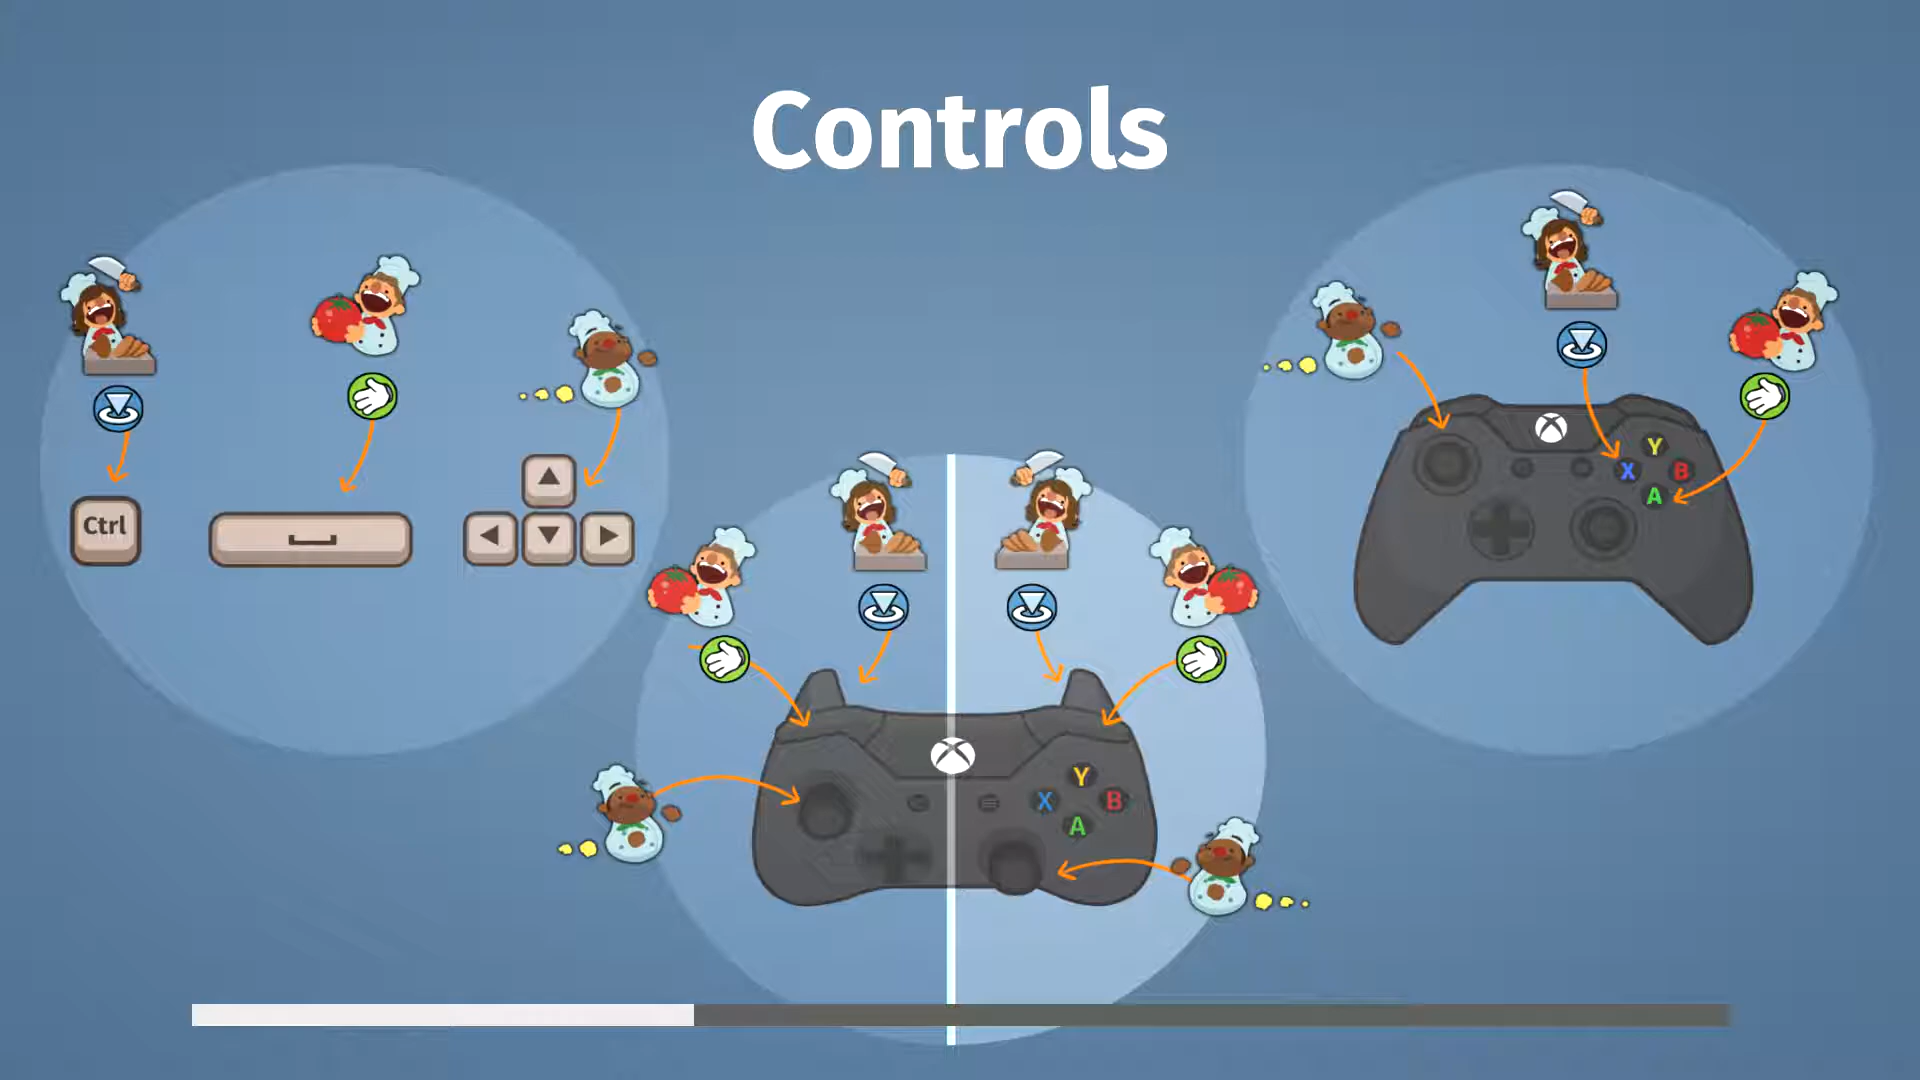 Controls
Ctrl
Y
X B
A
Y
X B
A